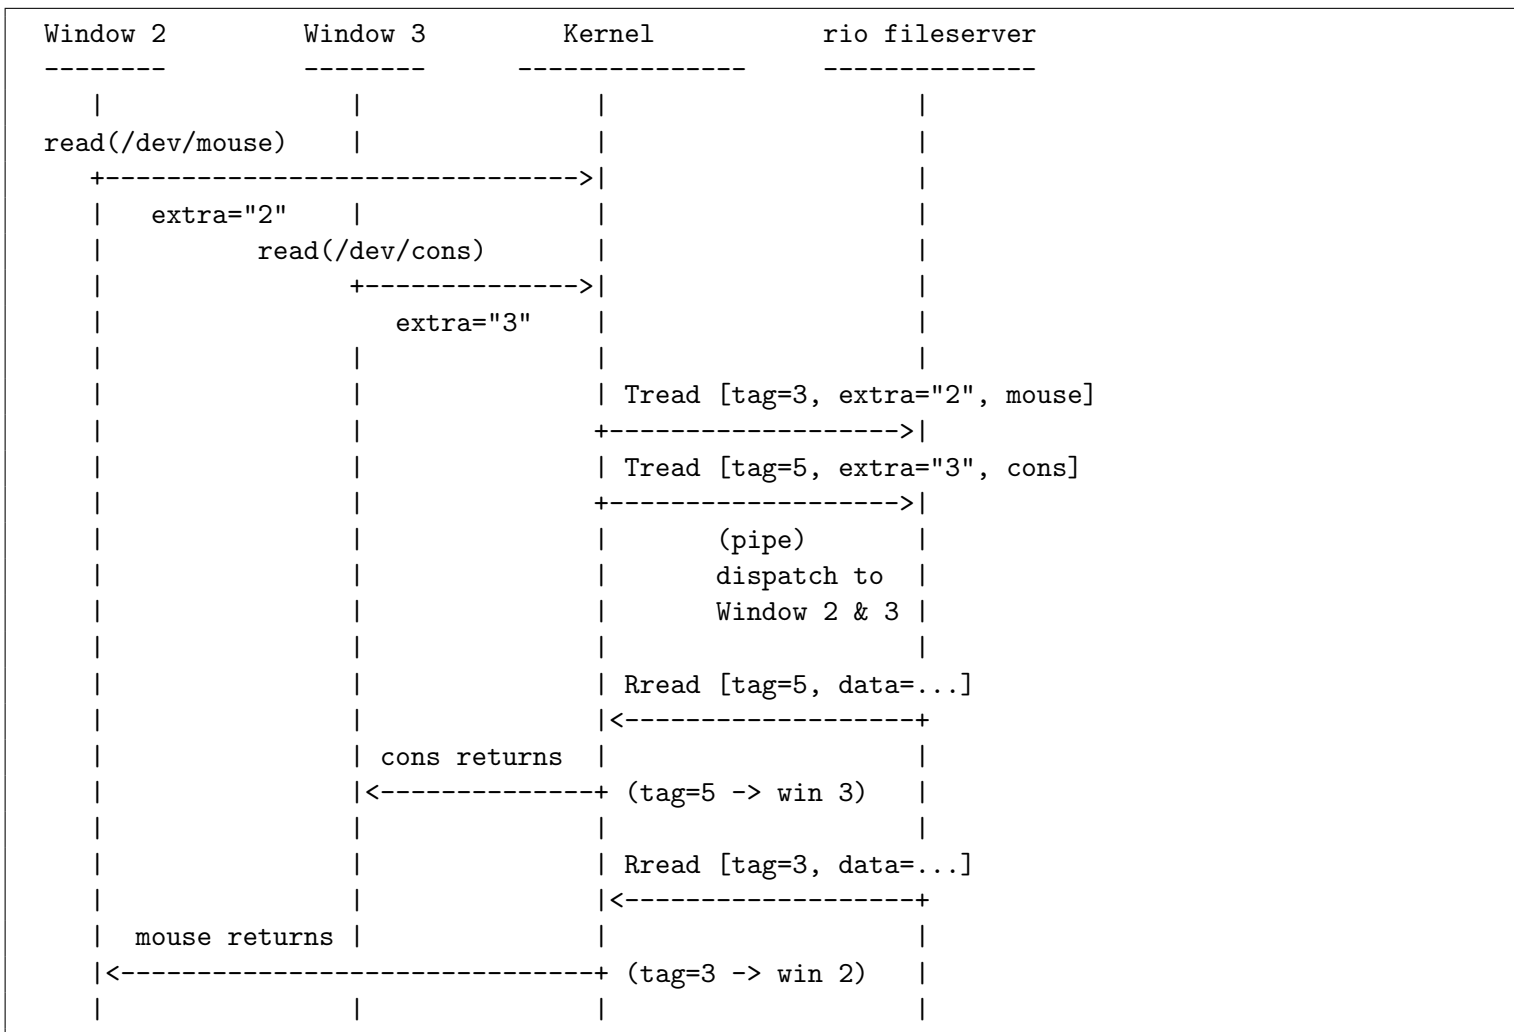 Window 2 Window 3 Kernel rio fileserver
-------- -------- --------------- --------------
| | | |
read(/dev/mouse) | | |
+------------------------------->| |
| extra="2" | | |
| read(/dev/cons) | |
| +-------------->| |
| extra="3" | |
| | | |
| | | Tread [tag=3, extra="2", mouse]
| | +------------------->|
| | | Tread [tag=5, extra="3", cons]
| | +------------------->|
| | | (pipe) |
| | | dispatch to |
| | | Window 2 & 3 |
| | | |
| | | Rread [tag=5, data=...]
| | |<-------------------+
| | cons returns | |
| |<--------------+ (tag=5 -> win 3) |
| | | |
| | | Rread [tag=3, data=...]
| | |<-------------------+
| mouse returns | | |
|<-------------------------------+ (tag=3 -> win 2) |
| | | |